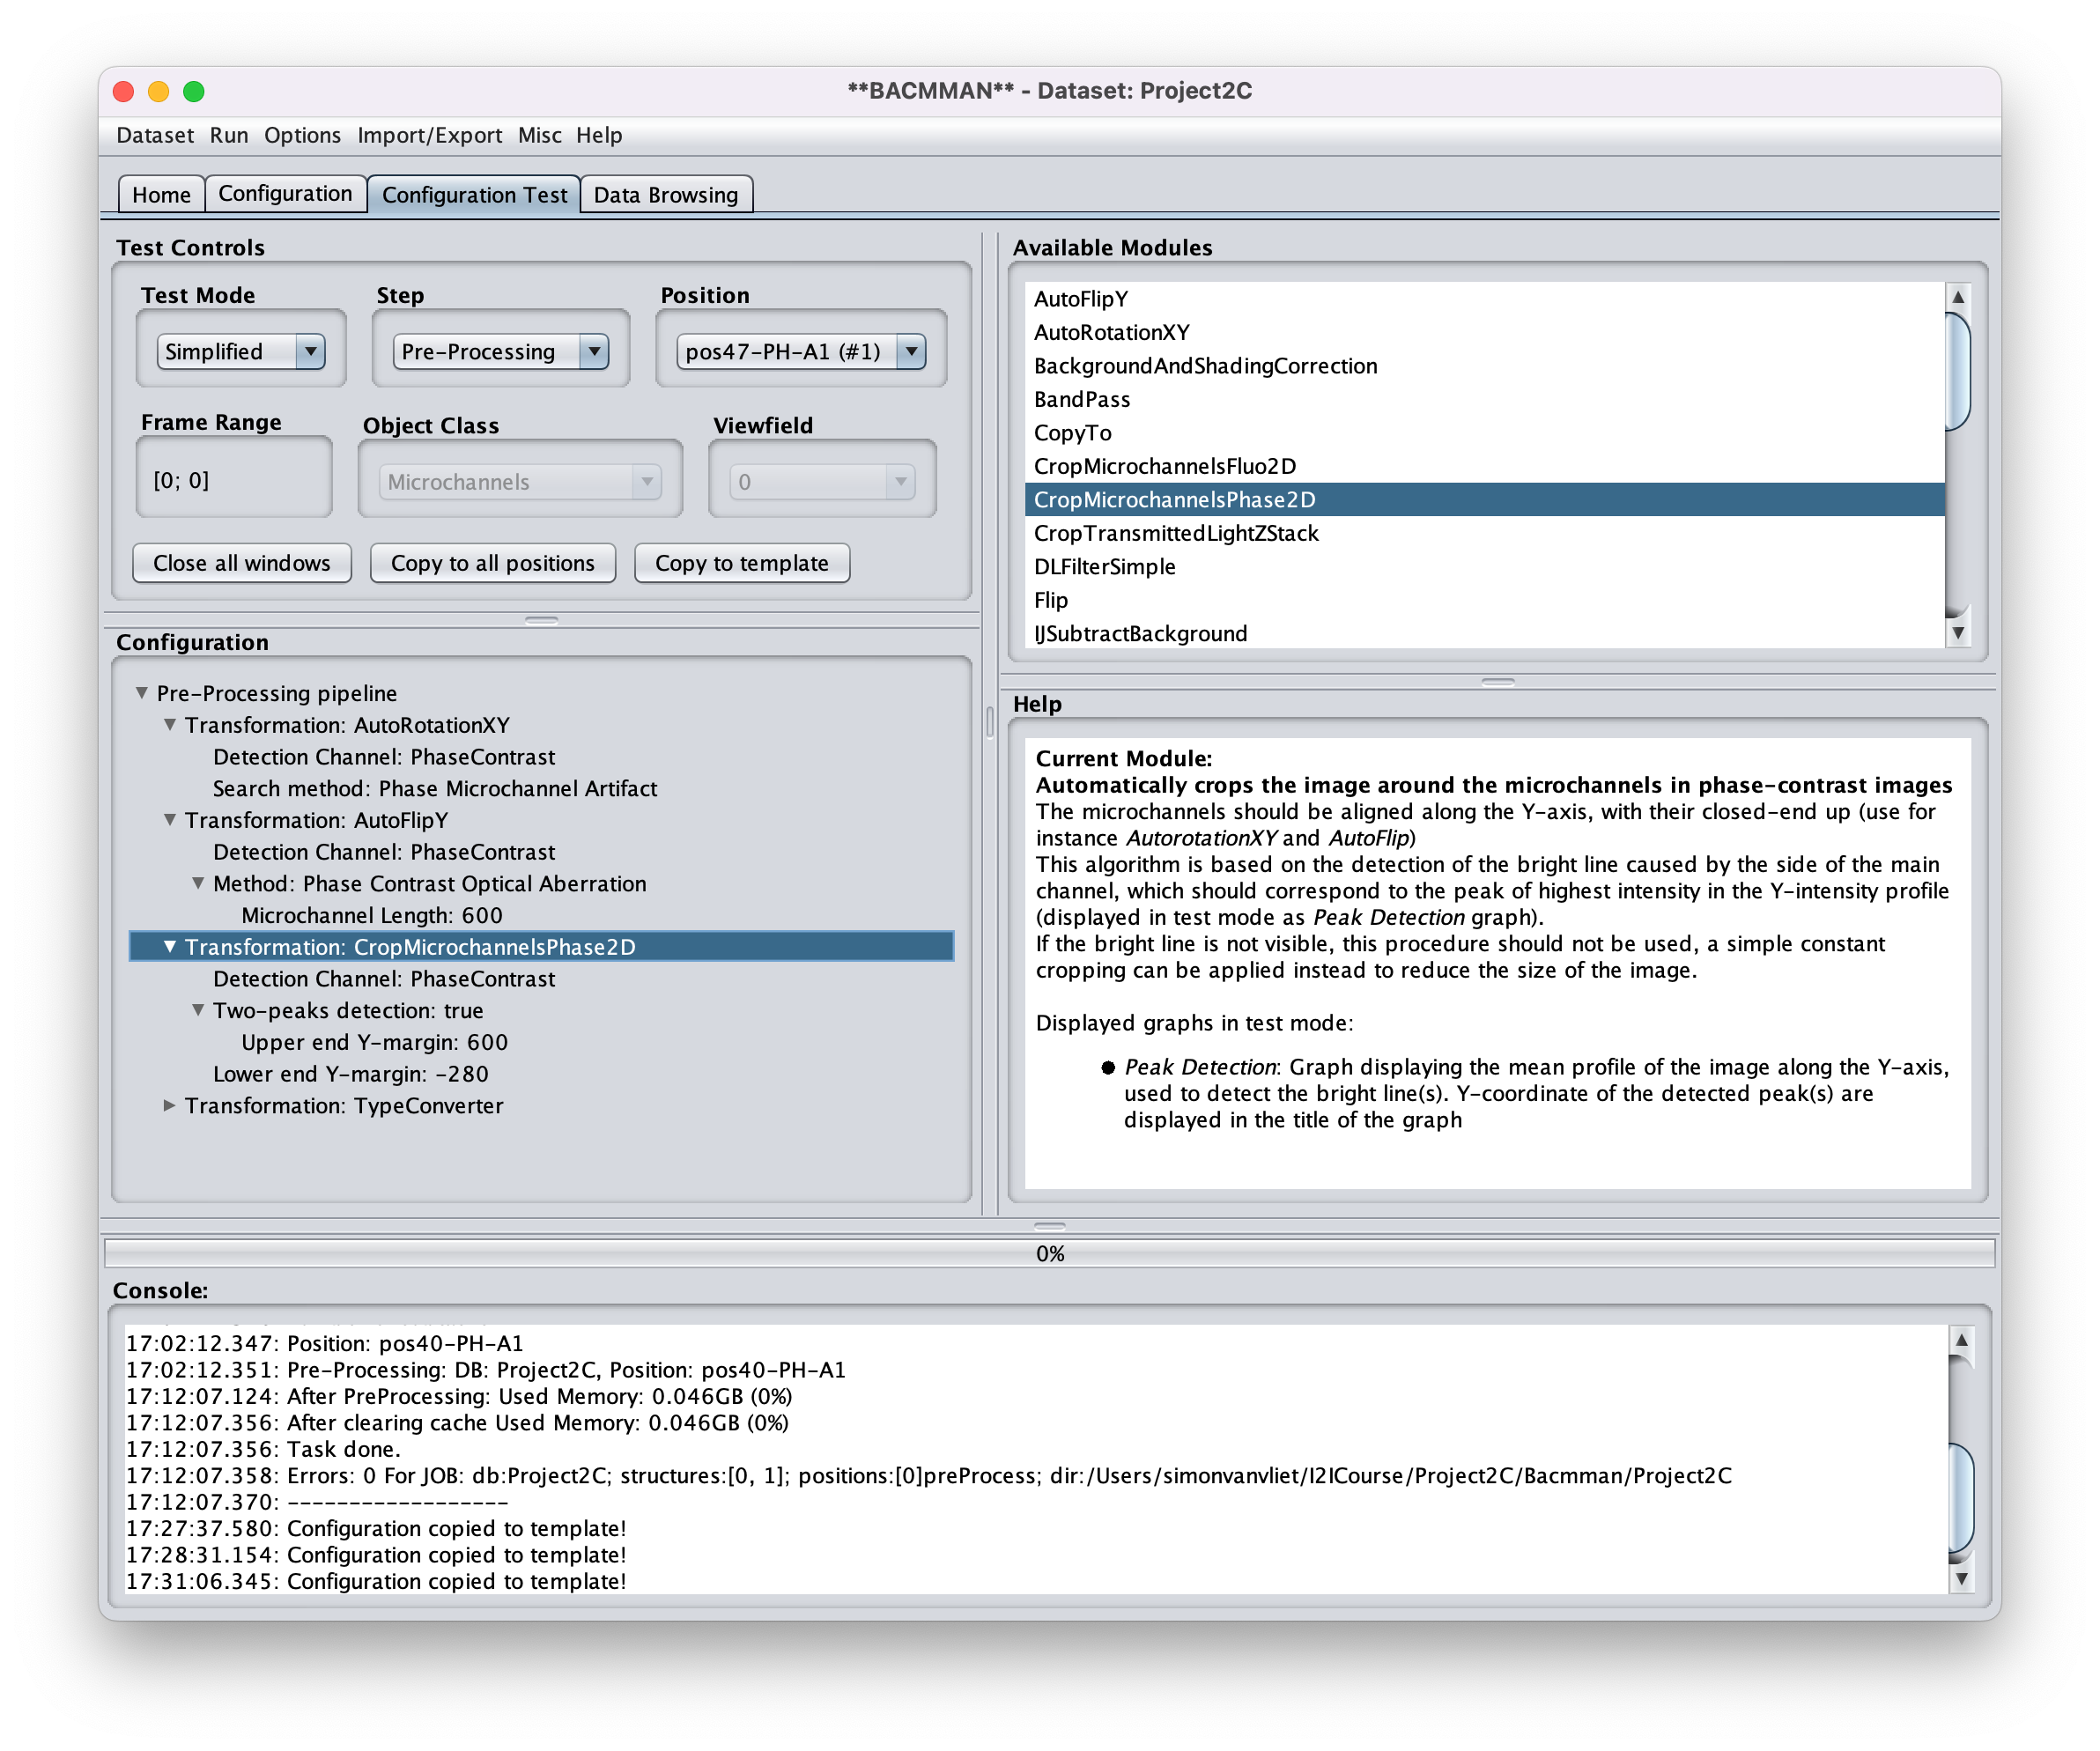 **BACMMAN** - Dataset: Project2C
Dataset Run Options Import/Export Misc Help
Home Configuration Configuration Test Data Browsing
Test Controls
Test Mode Step Position
Simplified Pre-Processing pos47-PH-A1 (#1)
Frame Range Object Class Viewfield
[0; 0] Microchannels 0
Close all windows Copy to all positions Copy to template
Configuration
Pre-Processing pipeline
Transformation: AutoRotationXY
Detection Channel: PhaseContrast
Search method: Phase Microchannel Artifact
Transformation: AutoFlipY
Detection Channel: PhaseContrast
Method: Phase Contrast Optical Aberration
Microchannel Length: 600
Transformation: CropMicrochannelsPhase2D
Detection Channel: PhaseContrast
Two-peaks detection: true
Upper end Y-margin: 600
Lower end Y-margin: -280
Transformation: TypeConverter
Available Modules
AutoFlipY
AutoRotationXY
BackgroundAndShadingCorrection
BandPass
CopyTo
CropMicrochannelsFluo2D
CropMicrochannelsPhase2D
CropTransmittedLightZStack
DLFilterSimple
Flip
IJSubtractBackground
Help
Current Module:
Automatically crops the image around the microchannels in phase-contrast images
The microchannels should be aligned along the Y-axis, with their closed-end up (use for
instance AutorotationXY and AutoFlip)
This algorithm is based on the detection of the bright line caused by the side of the main
channel, which should correspond to the peak of highest intensity in the Y-intensity profile
(displayed in test mode as Peak Detection graph).
If the bright line is not visible, this procedure should not be used, a simple constant
cropping can be applied instead to reduce the size of the image.
Displayed graphs in test mode:
● Peak Detection: Graph displaying the mean profile of the image along the Y-axis,
used to detect the bright line(s). Y-coordinate of the detected peak(s) are
displayed in the title of the graph
0%
Console:
17:02:12.347: Position: pos40-PH-A1
17:02:12.351: Pre-Processing: DB: Project2C, Position: pos40-PH-A1
17:12:07.124: After PreProcessing: Used Memory: 0.046GB (0%)
17:12:07.356: After clearing cache Used Memory: 0.046GB (0%)
17:12:07.356: Task done.
17:12:07.358: Errors: 0 For JOB: db:Project2C; structures:[0, 1]; positions:[0]preProcess; dir:/Users/simonvanvliet/I2ICourse/Project2C/Bacmman/Project2C
17:12:07.370: ------------------
17:27:37.580: Configuration copied to template!
17:28:31.154: Configuration copied to template!
17:31:06.345: Configuration copied to template!